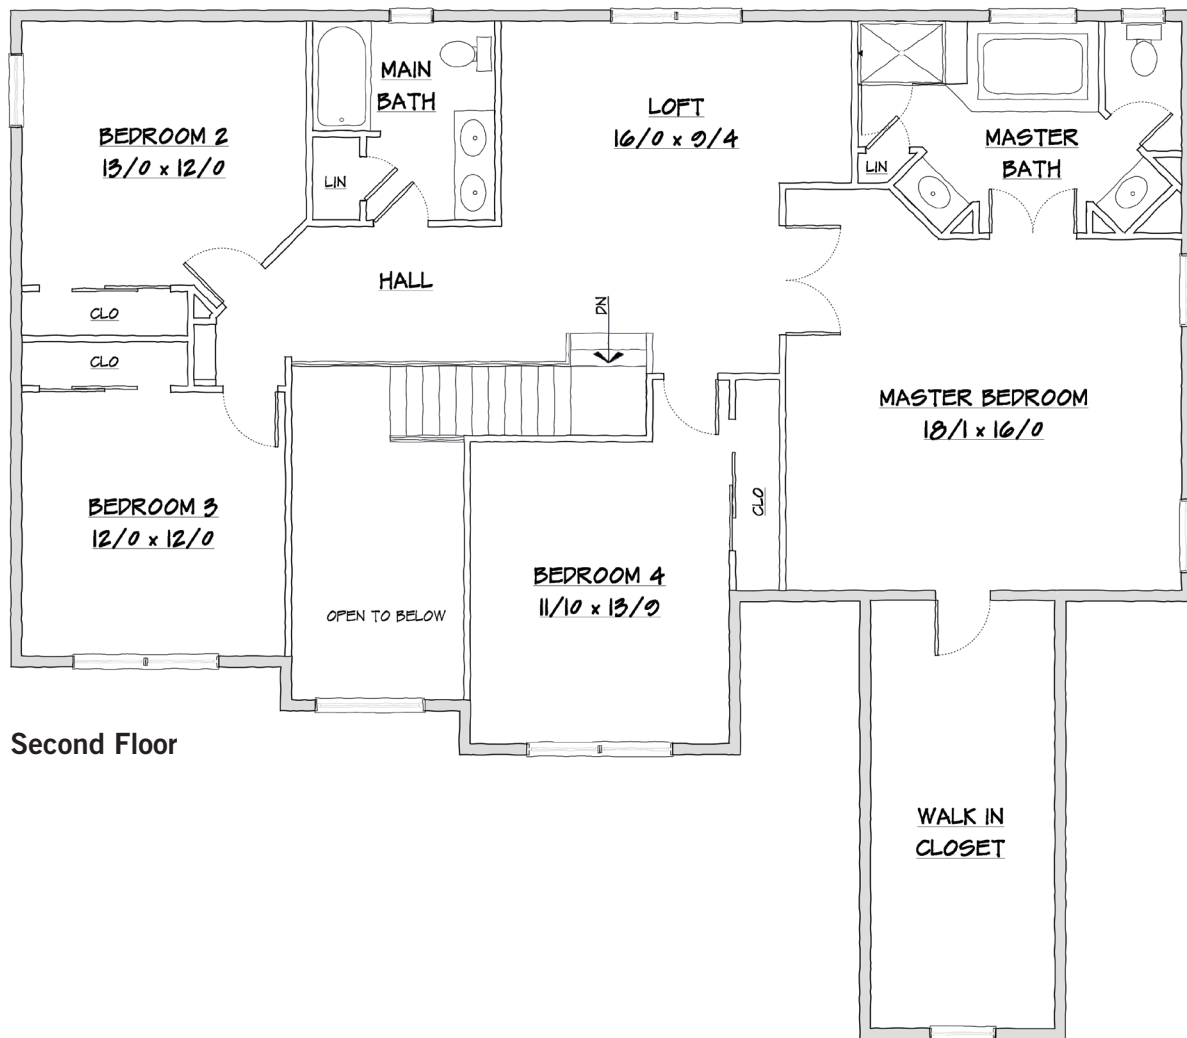 BEDROOM 2
13/0 x 12/0
MAIN
BATH
LIN
LOFT
16/0 x 9/4
MASTER
BATH
LIN
HALL
DN
CLO
CLO
MASTER BEDROOM
18/1 x 16/0
BEDROOM 3
12/0 x 12/0
OPEN TO BELOW
BEDROOM 4
11/10 x 13/9
CLO
Second Floor
WALK IN
CLOSET